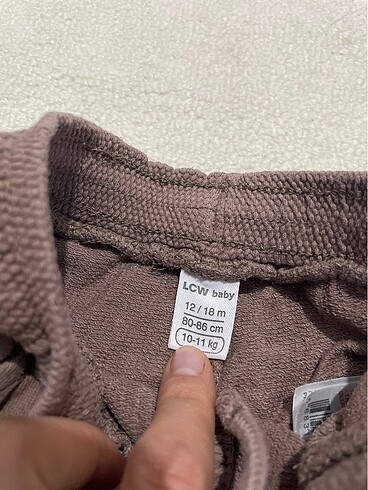 LCW baby
12 / 18 m
80-86 cm
10-11 kg